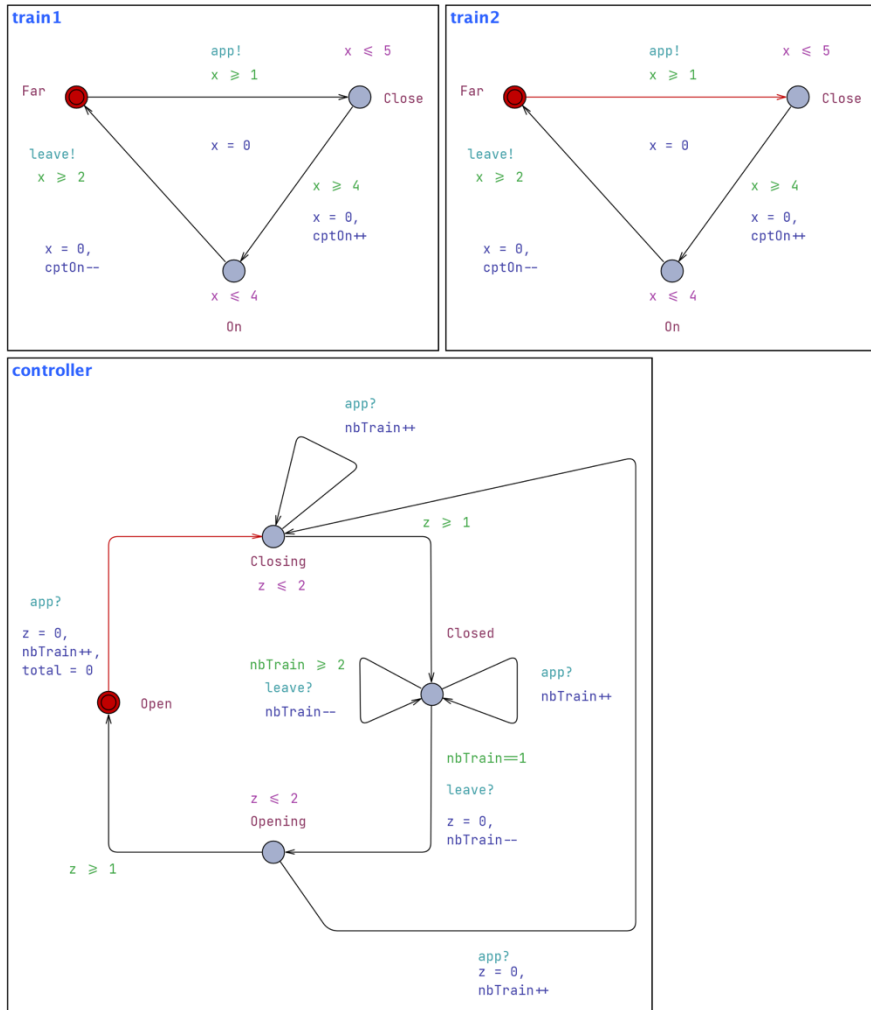 train1
app!
x ⩾ 1
x ⩽ 5
Far
Close
leave!
x ⩾ 2
x = 0
x ⩾ 4
x = 0,
cptOn++
x = 0,
cptOn--
x ⩽ 4
On
train2
app!
x ⩾ 1
x ⩽ 5
Far
Close
leave!
x ⩾ 2
x = 0
x ⩾ 4
x = 0,
cptOn++
x = 0,
cptOn--
x ⩽ 4
On
controller
app?
nbTrain++
z ⩾ 1
Closing
z ⩽ 2
app?
z = 0,
nbTrain++,
total = 0
Open
Closed
nbTrain ⩾ 2
leave?
nbTrain--
app?
nbTrain++
nbTrain==1
leave?
z = 0,
nbTrain--
z ⩽ 2
Opening
z ⩾ 1
app?
z = 0,
nbTrain++